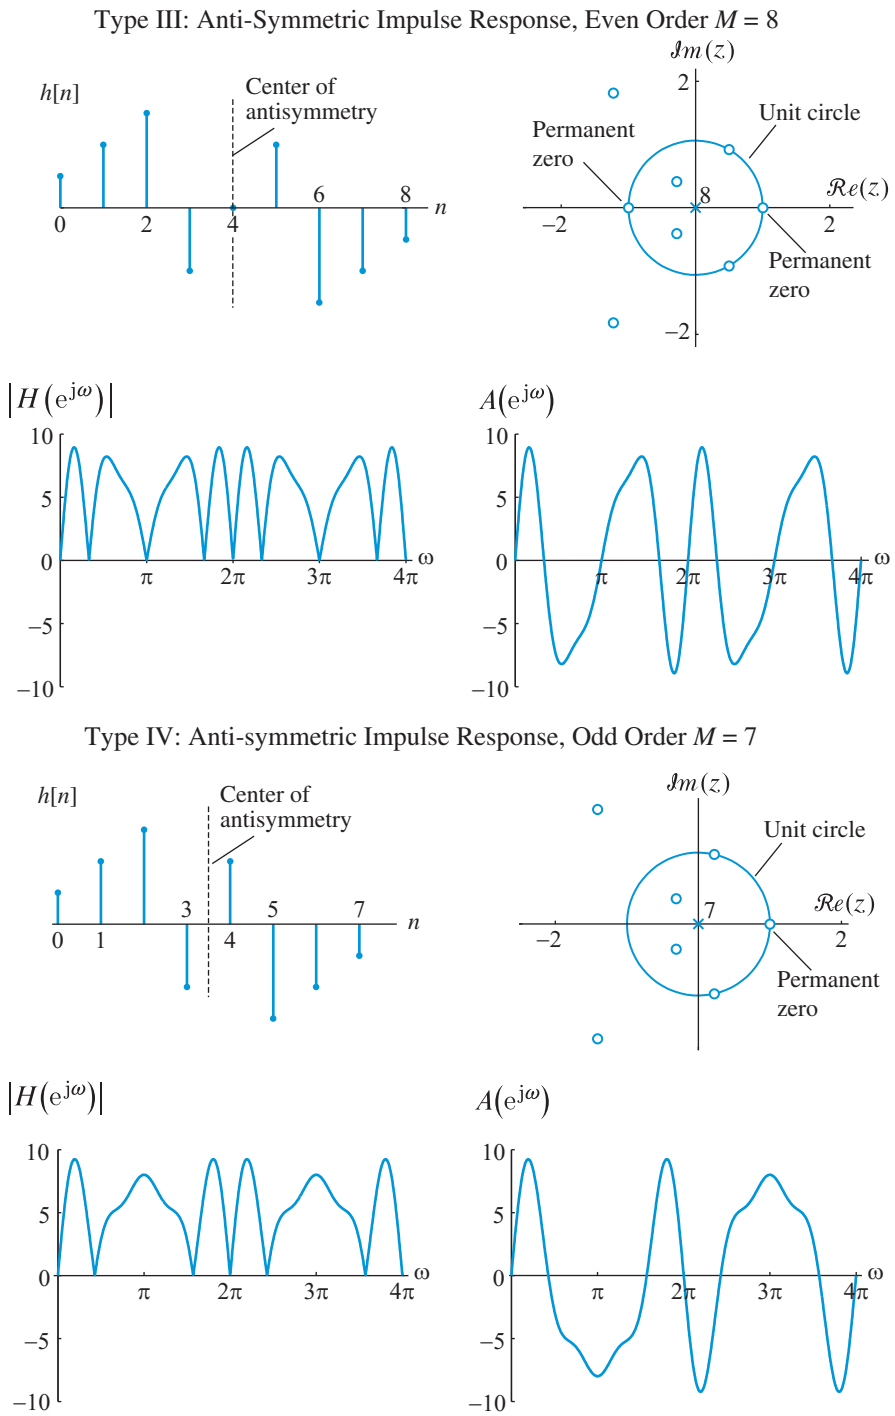 Type III: Anti-Symmetric Impulse Response, Even Order M = 8
h[n]
Center of
antisymmetry
0 2 4 6 8 n
ℐm(z)
2
Permanent
zero
Unit circle
ℛe(z)
8
−2 2
Permanent
zero
−2
|H(e^jω)|
10
5
0
−5
−10
π 2π 3π 4π ω
A(e^jω)
10
5
0
−5
−10
π 2π 3π 4π ω
Type IV: Anti-symmetric Impulse Response, Odd Order M = 7
h[n]
Center of
antisymmetry
3 5 7
0 1 4 n
ℐm(z)
Unit circle
ℛe(z)
7
−2 2
Permanent
zero
|H(e^jω)|
10
5
0
−5
−10
π 2π 3π 4π ω
A(e^jω)
10
5
0
−5
−10
π 2π 3π 4π ω